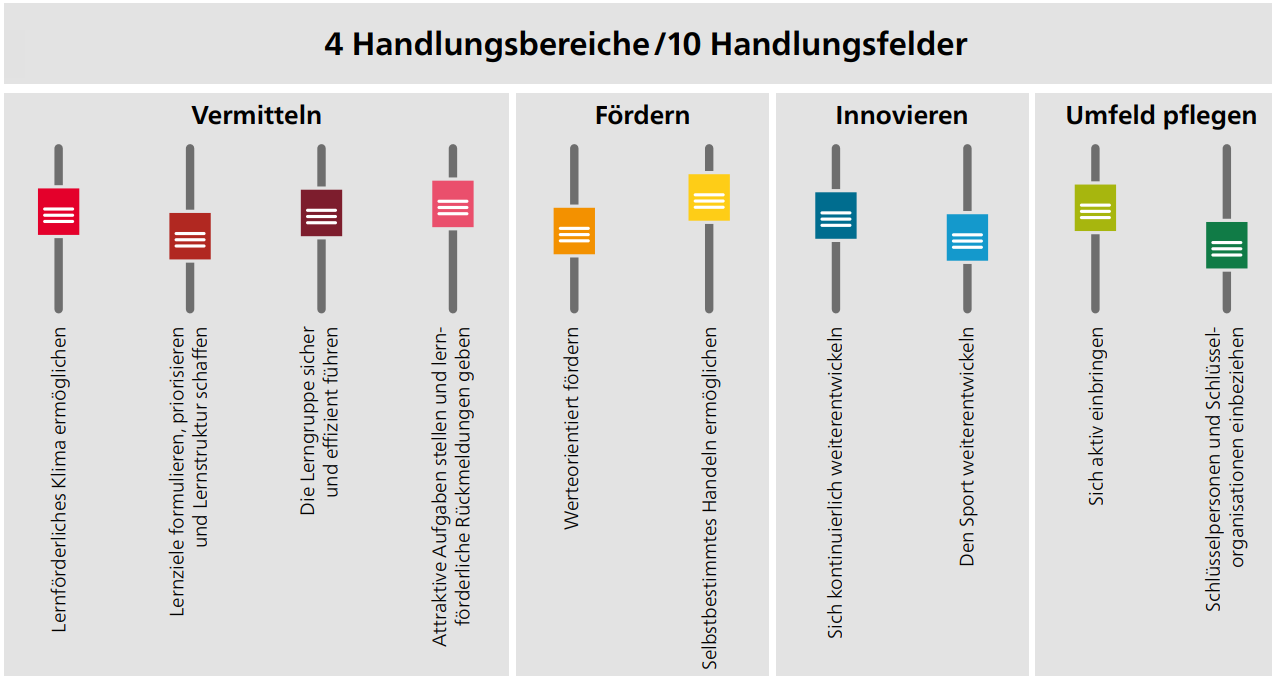 4 Handlungsbereiche/10 Handlungsfelder
Vermitteln
Lernförderliches Klima ermöglichen
Lernziele formulieren, priorisieren
und Lernstruktur schaffen
Die Lerngruppe sicher
und effizient führen
Attraktive Aufgaben stellen und lern-
förderliche Rückmeldungen geben
Fördern
Werteorientiert fördern
Selbstbestimmtes Handeln ermöglichen
Innovieren
Sich kontinuierlich weiterentwickeln
Den Sport weiterentwickeln
Umfeld pflegen
Sich aktiv einbringen
Schlüsselpersonen und Schlüssel-
organisationen einbeziehen